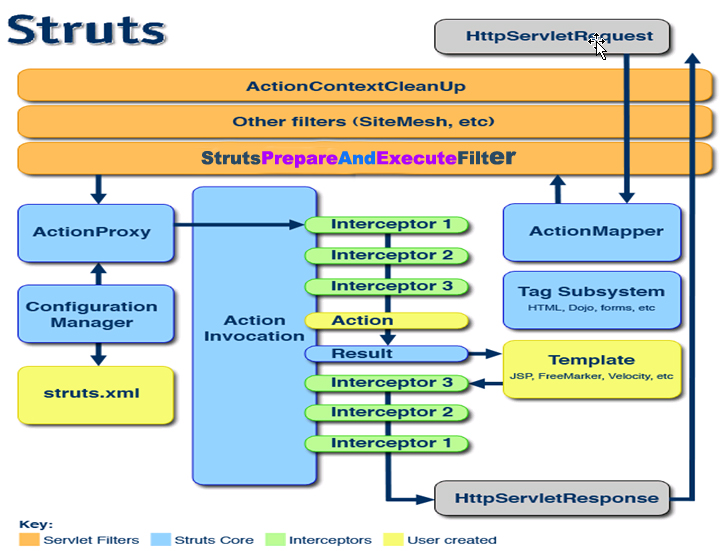 Struts
HttpServletRequest
ActionContextCleanUp
Other filters (SiteMesh, etc)
StrutsPrepareAndExecuteFilter
ActionProxy
Interceptor 1
ActionMapper
Interceptor 2
Interceptor 3
Tag Subsystem
HTML, Dojo, forms, etc
Configuration
Manager
Action
Invocation
Action
Result
Template
JSP, FreeMarker, Velocity, etc
struts.xml
Interceptor 3
Interceptor 2
Interceptor 1
HttpServletResponse
Key:
Servlet Filters
Struts Core
Interceptors
User created